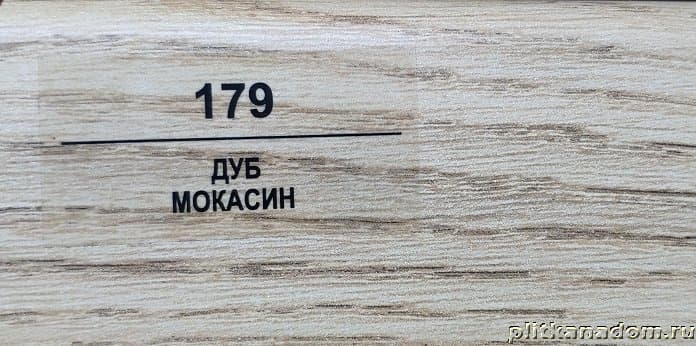 179
ДУБ
МОКАСИН
plitkanadom.ru